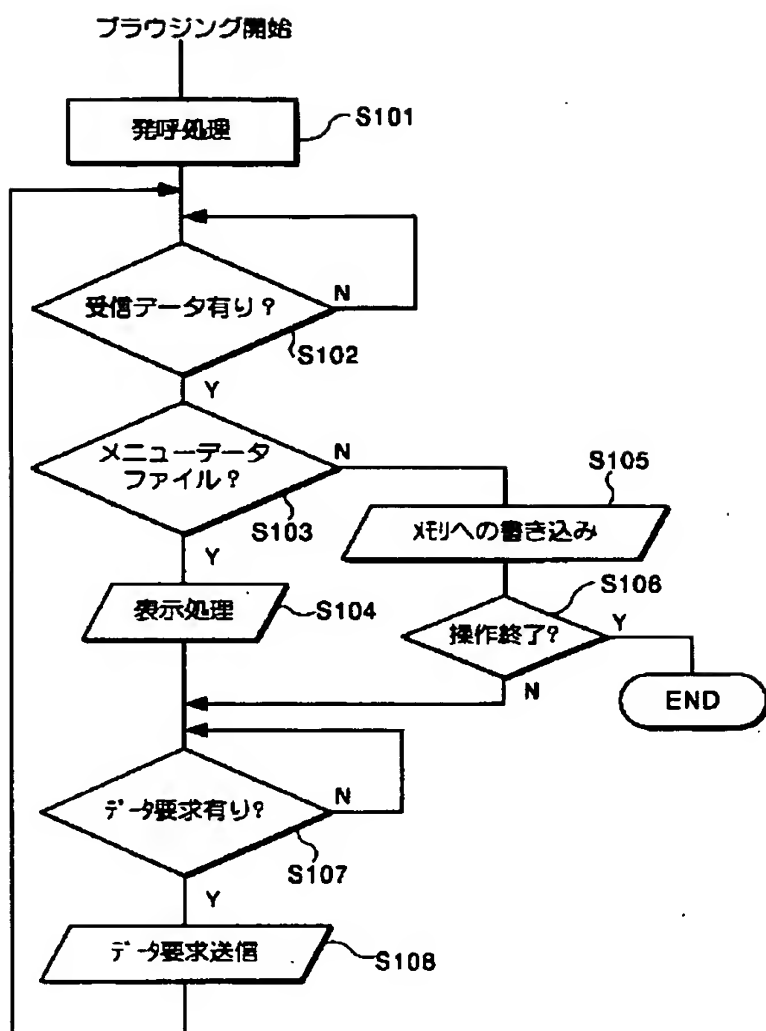 ブラウジング開始
発呼処理
S101
受信データ有り?
N
S102
Y
メニューデータ
ファイル?
N
S103
Y
S105
メモリへの書き込み
表示処理
S104
S106
操作終了?
Y
N
END
データ要求有り?
N
S107
Y
データ要求送信
S108